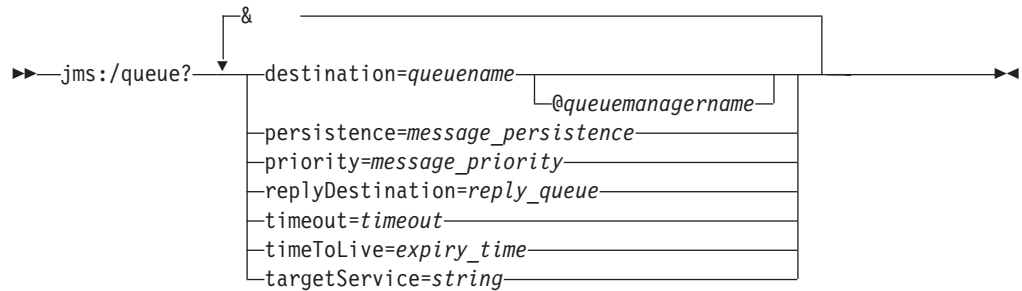 &
jms:/queue? destination=queuename
@queuemanagername
persistence=message_persistence
priority=message_priority
replyDestination=reply_queue
timeout=timeout
timeToLive=expiry_time
targetService=string